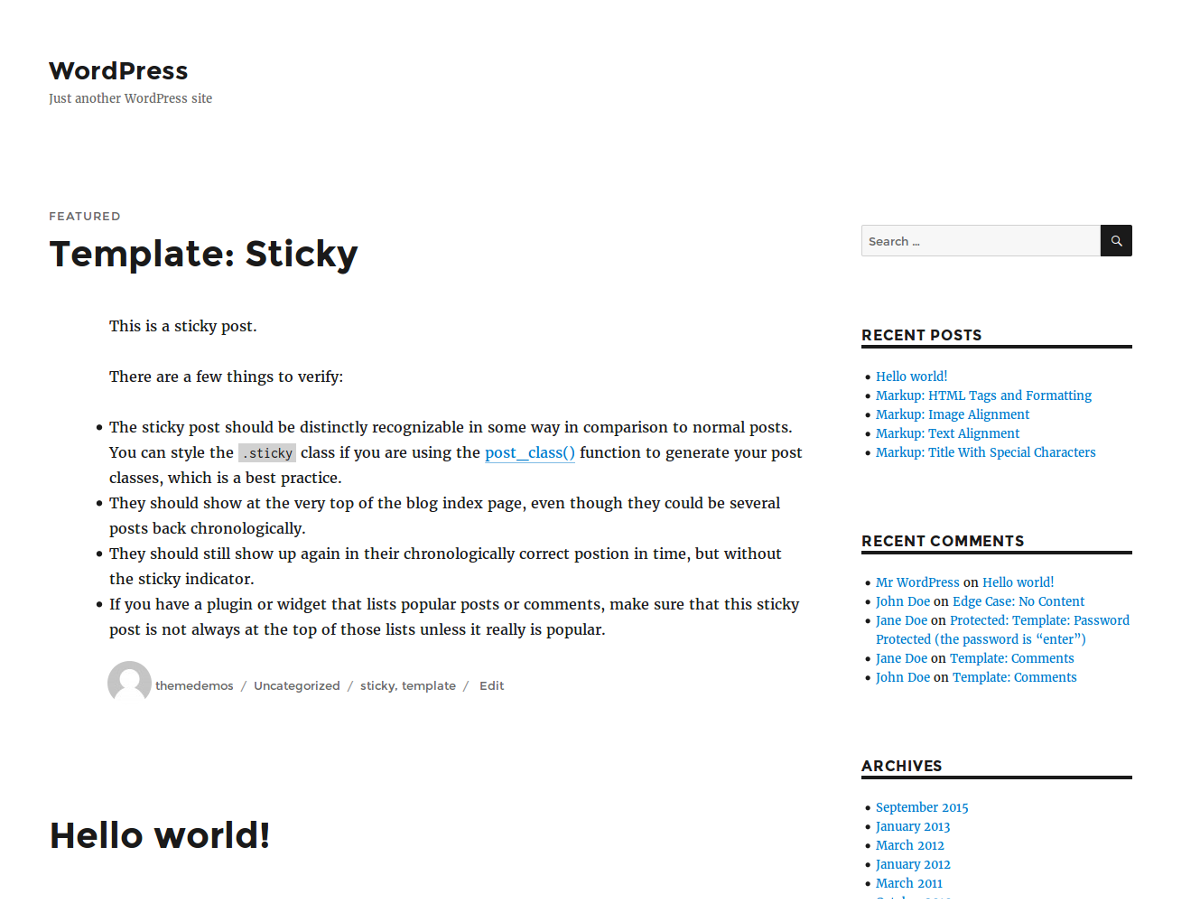 WordPress
Just another WordPress site
FEATURED
Template: Sticky
This is a sticky post.
There are a few things to verify:
The sticky post should be distinctly recognizable in some way in comparison to normal posts.
You can style the .sticky class if you are using the post_class() function to generate your post
classes, which is a best practice.
They should show at the very top of the blog index page, even though they could be several
posts back chronologically.
They should still show up again in their chronologically correct postion in time, but without
the sticky indicator.
If you have a plugin or widget that lists popular posts or comments, make sure that this sticky
post is not always at the top of those lists unless it really is popular.
themedemos / Uncategorized / sticky, template / Edit
Hello world!
Search …
RECENT POSTS
Hello world!
Markup: HTML Tags and Formatting
Markup: Image Alignment
Markup: Text Alignment
Markup: Title With Special Characters
RECENT COMMENTS
Mr WordPress on Hello world!
John Doe on Edge Case: No Content
Jane Doe on Protected: Template: Password
Protected (the password is “enter”)
Jane Doe on Template: Comments
John Doe on Template: Comments
ARCHIVES
September 2015
January 2013
March 2012
January 2012
March 2011